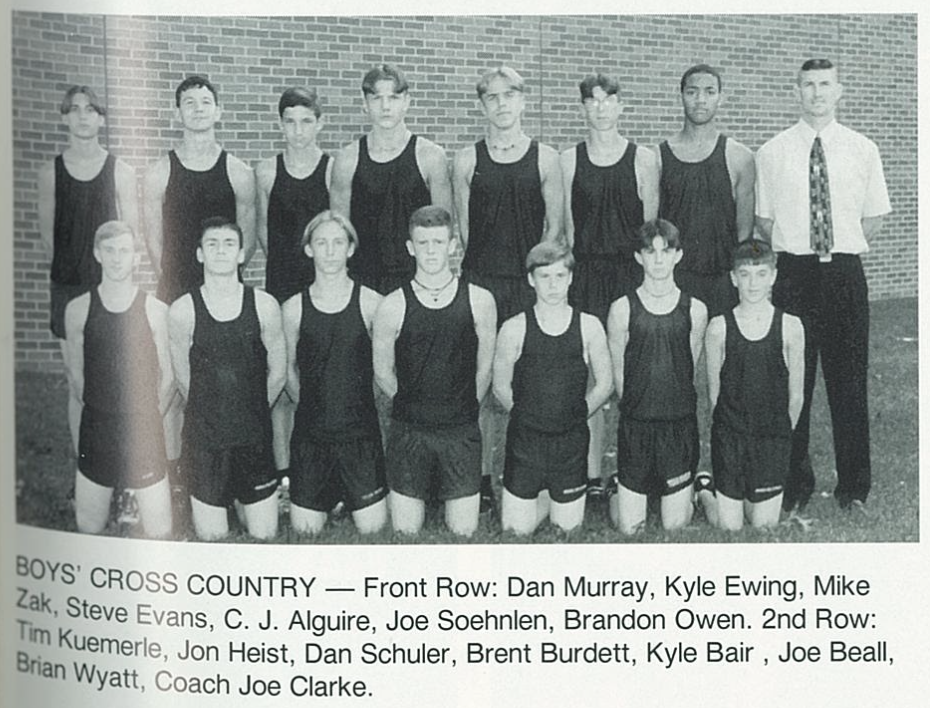 BOYS' CROSS COUNTRY — Front Row: Dan Murray, Kyle Ewing, Mike
Zak, Steve Evans, C. J. Alguire, Joe Soehnlen, Brandon Owen. 2nd Row:
Tim Kuemerle, Jon Heist, Dan Schuler, Brent Burdett, Kyle Bair , Joe Beall,
Brian Wyatt, Coach Joe Clarke.